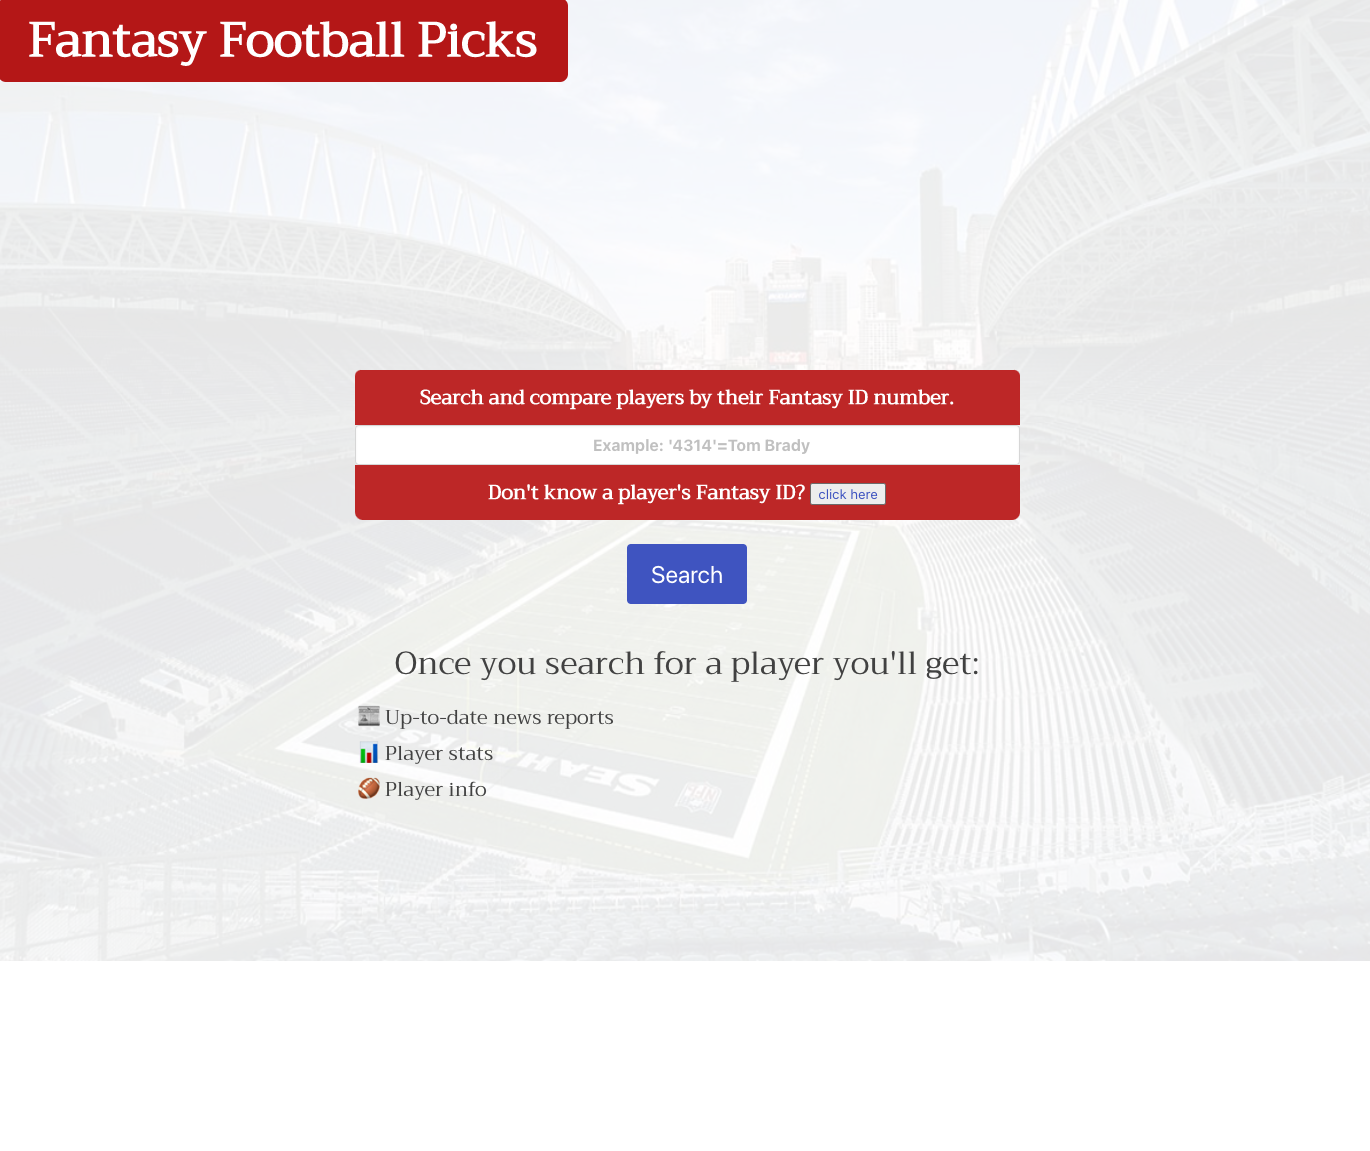 Fantasy Football Picks
Search and compare players by their Fantasy ID number.
Example: '4314'=Tom Brady
Don't know a player's Fantasy ID? click here
Search
Once you search for a player you'll get:
📰 Up-to-date news reports
📊 Player stats
🏈 Player info
SEAHAWKS